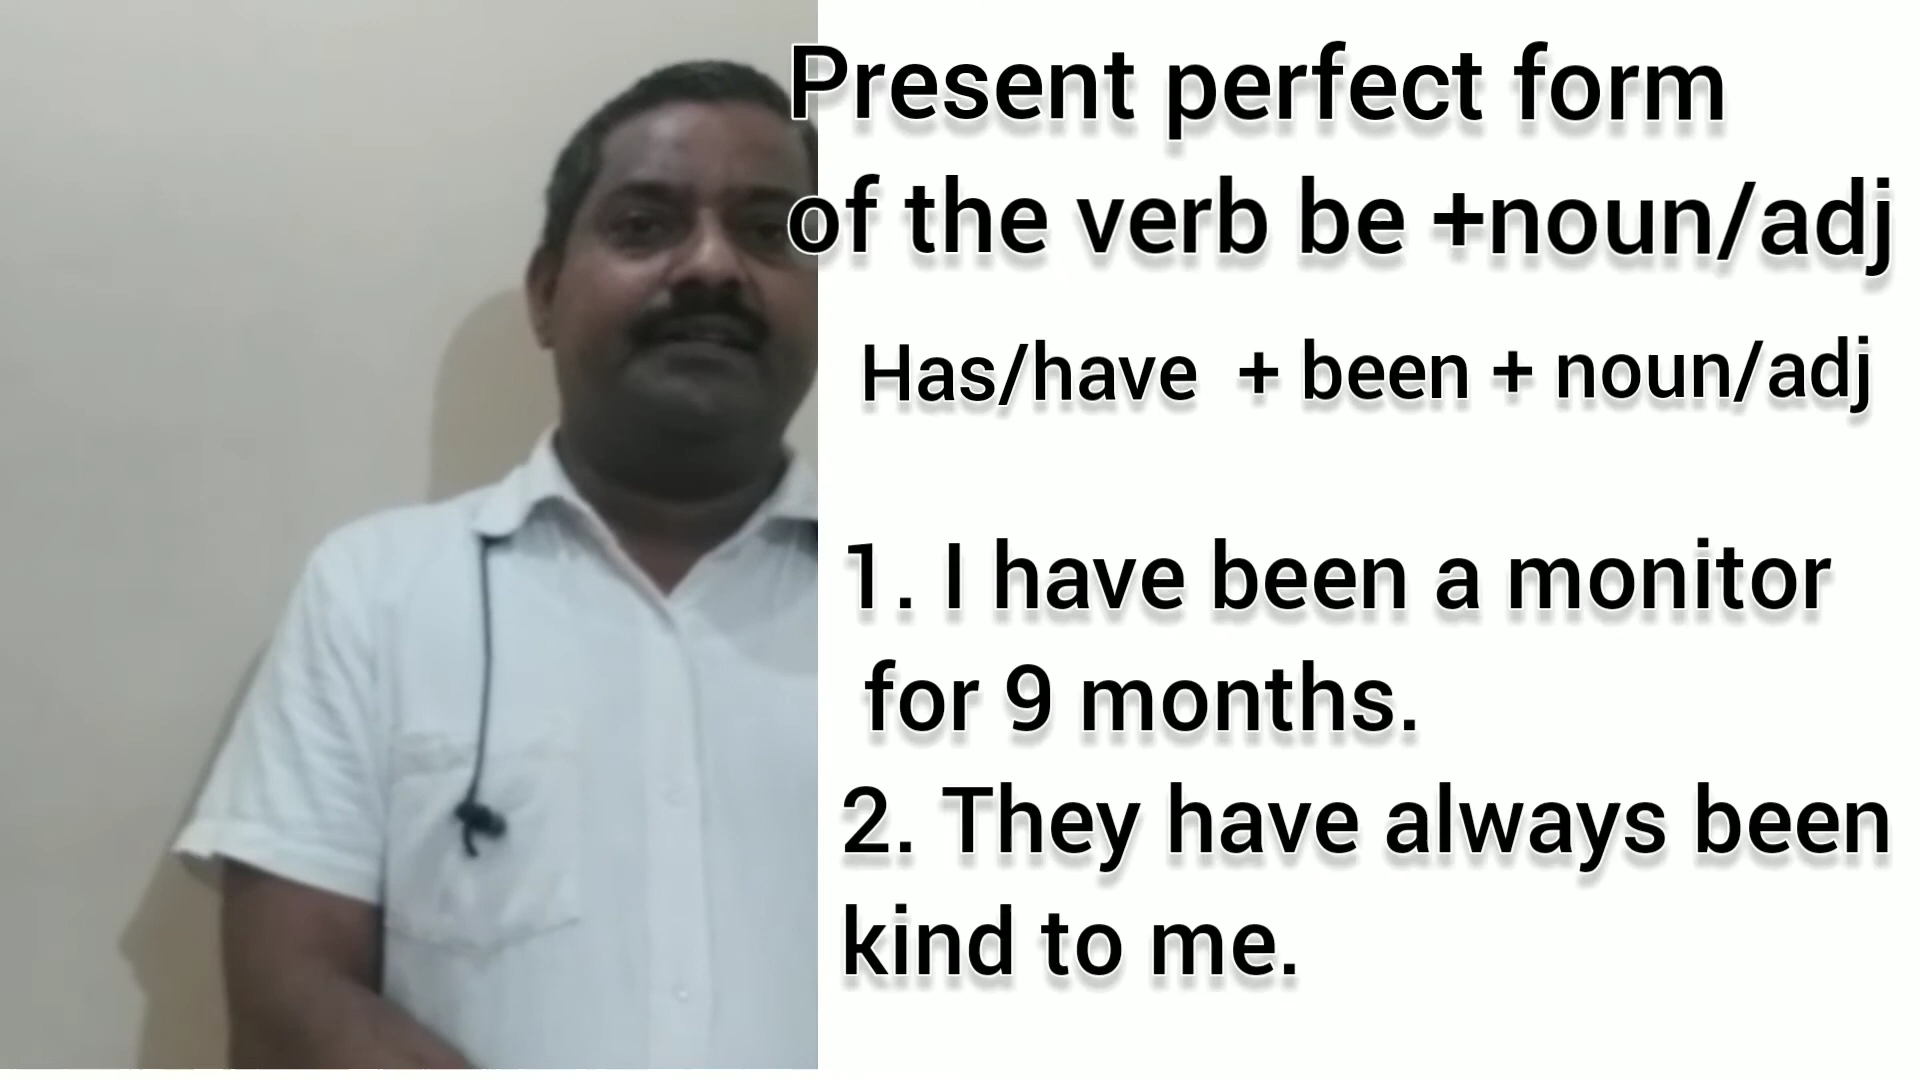 Present perfect form
of the verb be +noun/adj
Has/have + been + noun/adj
1. I have been a monitor
for 9 months.
2. They have always been
kind to me.